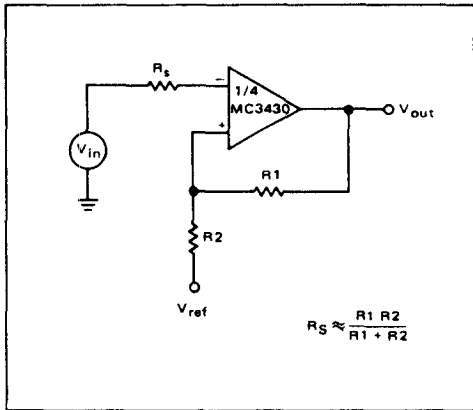 Rs
−
1/4
MC3430
+
Vout
Vin
R1
R2
Vref
RS ≈ R1 R2
R1 + R2